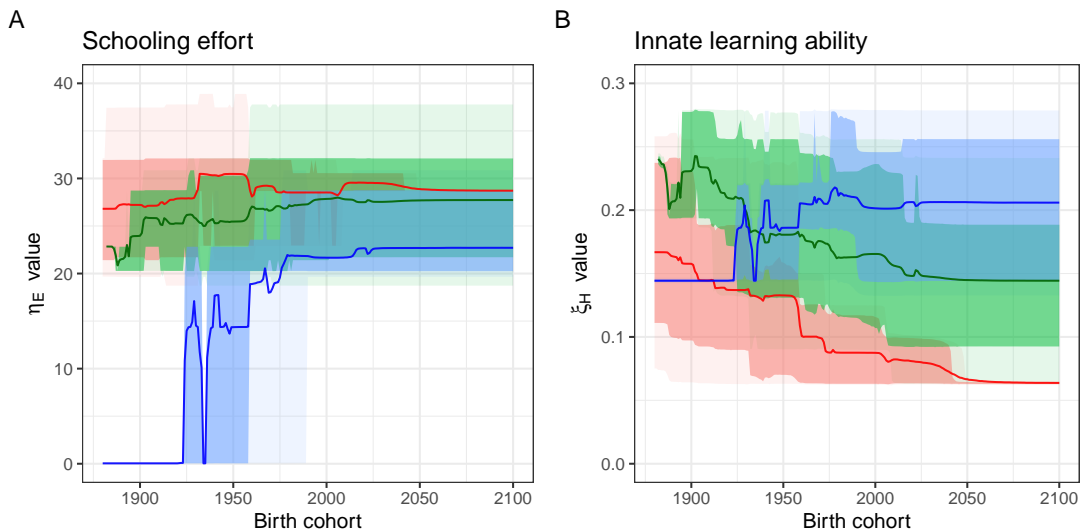 A
Schooling effort
40
30
20
10
0
η_E value
1900
1950
2000
2050
2100
Birth cohort
B
Innate learning ability
0.3
0.2
0.1
0.0
ξ_H value
1900
1950
2000
2050
2100
Birth cohort